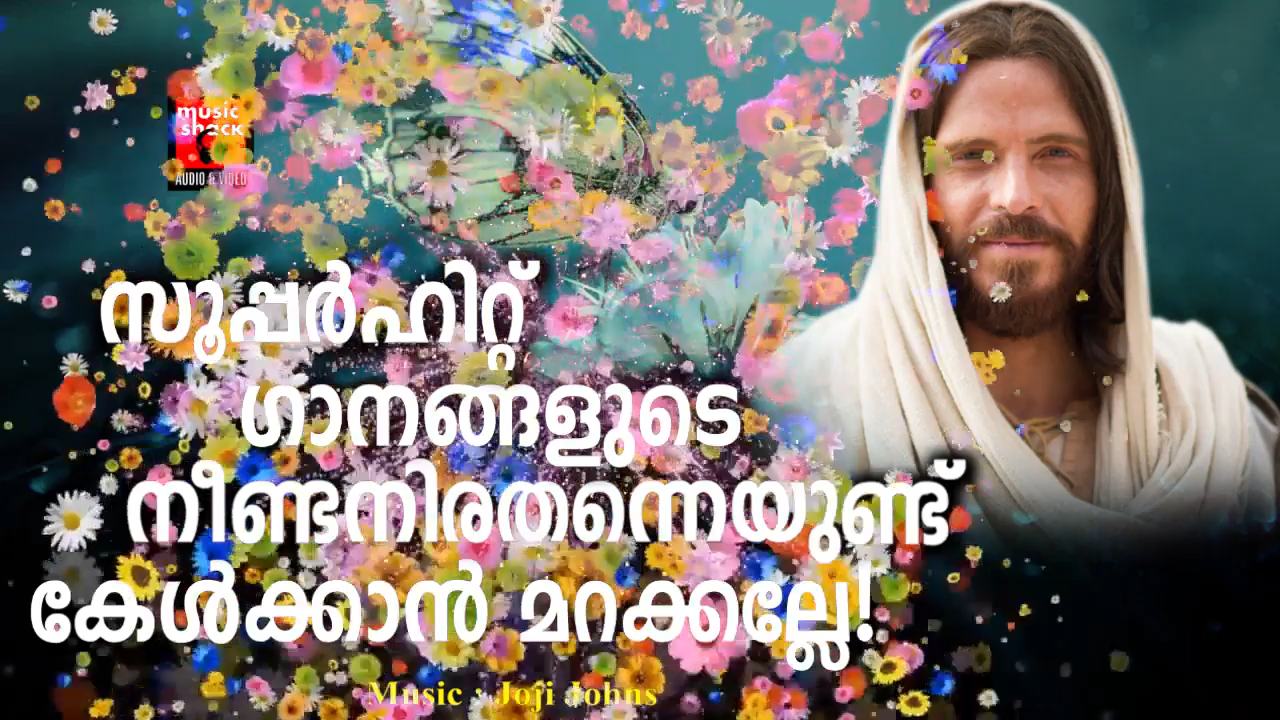 music
shack
AUDIO & VIDEO
സൂപ്പർഹിറ്റ്
ഗാനങ്ങളുടെ
നീണ്ടനിരതന്നെയുണ്ട്
കേൾക്കാൻ മറക്കല്ലേ!
Music : Joji Johns